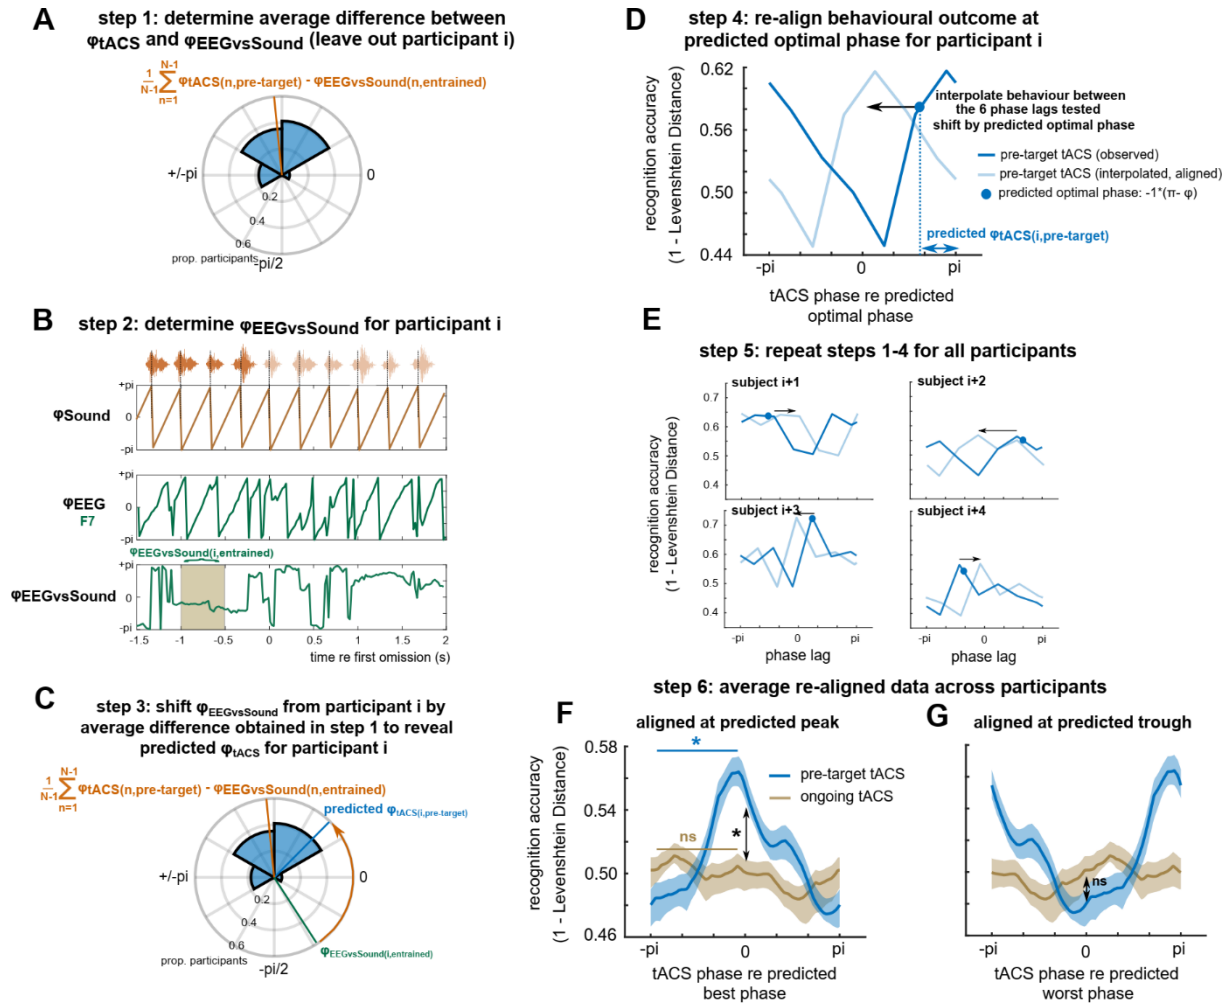 A
step 1: determine average difference between
φtACS and φEEGvsSound (leave out participant i)
1/N-1 N-1∑n=1 φtACS(n,pre-target) - φEEGvsSound(n,entrained)
+/-pi
0
0.2
0.4
0.6
prop. participants
-pi/2
B
step 2: determine φEEGvsSound for participant i
φSound
+pi
0
-pi
φEEG
F7
+pi
0
-pi
φEEGvsSound(i,entrained)
φEEGvsSound
+pi
0
-pi
-1.5 -1 -0.5 0 0.5 1 1.5 2
time re first omission (s)
C
step 3: shift φEEGvsSound from participant i by
average difference obtained in step 1 to reveal
predicted φtACS for participant i
1/N-1 N-1∑n=1 φtACS(n,pre-target) - φEEGvsSound(n,entrained)
predicted φtACS(i,pre-target)
+/-pi
0
0.2
0.4
0.6
prop. participants
-pi/2
φEEGvsSound(i,entrained)
D
step 4: re-align behavioural outcome at
predicted optimal phase for participant i
recognition accuracy
(1 - Levenshtein Distance)
0.62
0.56
0.50
0.44
interpolate behaviour between
the 6 phase lags tested
shift by predicted optimal phase
pre-target tACS (observed)
pre-target tACS (interpolated, aligned)
predicted optimal phase: -1*(π- φ)
predicted φtACS(i,pre-target)
-pi 0 pi
tACS phase re predicted
optimal phase
E
step 5: repeat steps 1-4 for all participants
recognition accuracy
(1 - Levenshtein Distance)
subject i+1
0.7
0.6
0.5
0.4
subject i+2
subject i+3
0.7
0.6
0.5
0.4
subject i+4
-pi 0 pi
phase lag
-pi 0 pi
phase lag
step 6: average re-aligned data across participants
F
aligned at predicted peak
recognition accuracy
(1 - Levenshtein Distance)
0.58
0.54
0.50
0.46
*
ns
*
pre-target tACS
ongoing tACS
-pi 0 pi
tACS phase re predicted
best phase
G
aligned at predicted trough
ns
-pi 0 pi
tACS phase re predicted
worst phase